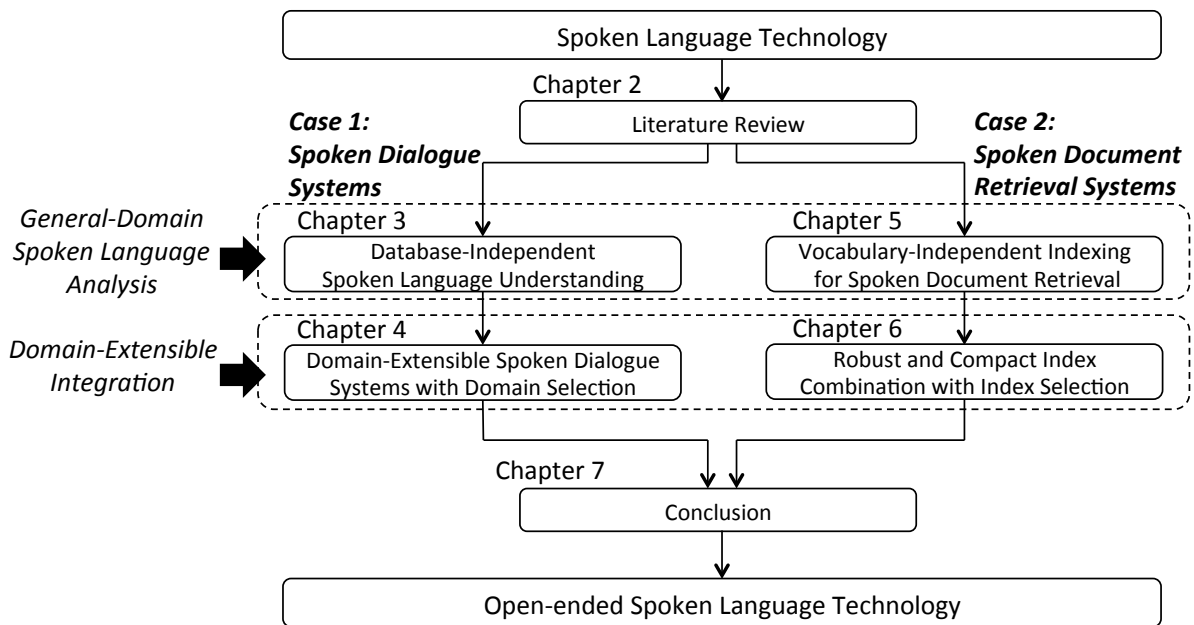 Spoken Language Technology
Chapter 2
Literature Review
Case 1:
Spoken Dialogue
Systems
Case 2:
Spoken Document
Retrieval Systems
General-Domain
Spoken Language
Analysis
Chapter 3
Database-Independent
Spoken Language Understanding
Chapter 5
Vocabulary-Independent Indexing
for Spoken Document Retrieval
Domain-Extensible
Integration
Chapter 4
Domain-Extensible Spoken Dialogue
Systems with Domain Selection
Chapter 6
Robust and Compact Index
Combination with Index Selection
Chapter 7
Conclusion
Open-ended Spoken Language Technology